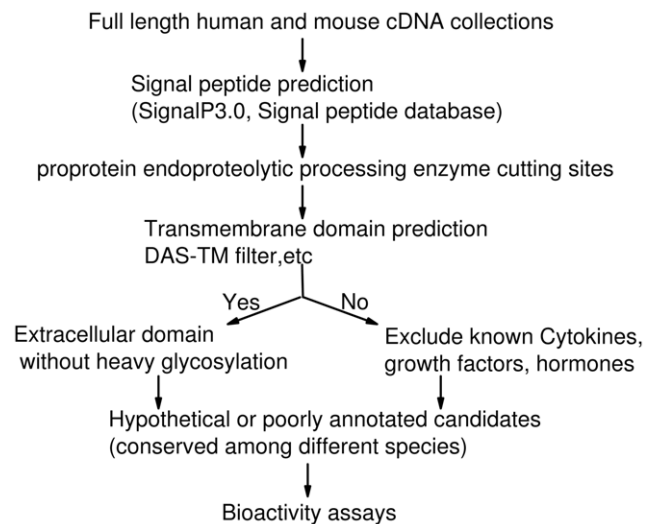 Full length human and mouse cDNA collections
Signal peptide prediction
(SignalP3.0, Signal peptide database)
proprotein endoproteolytic processing enzyme cutting sites
Transmembrane domain prediction
DAS-TM filter,etc
Yes
No
Extracellular domain
without heavy glycosylation
Exclude known Cytokines,
growth factors, hormones
Hypothetical or poorly annotated candidates
(conserved among different species)
Bioactivity assays